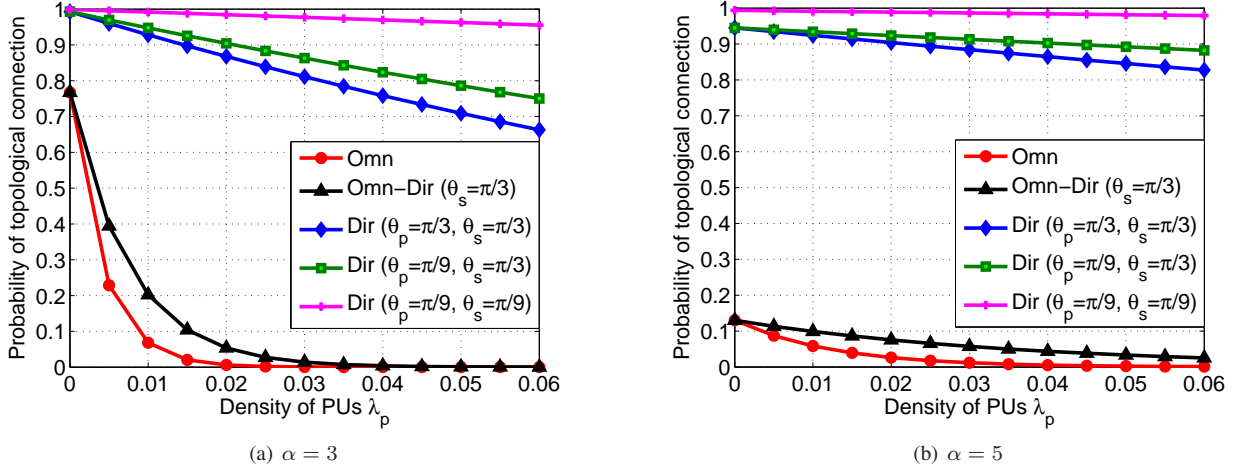 Probability of topological connection
1
0.9
0.8
0.7
0.6
0.5
0.4
0.3
0.2
0.1
0
Omn
Omn−Dir (θs=π/3)
Dir (θp=π/3, θs=π/3)
Dir (θp=π/9, θs=π/3)
Dir (θp=π/9, θs=π/9)
0 0.01 0.02 0.03 0.04 0.05 0.06
Density of PUs λp
(a) α = 3
Probability of topological connection
1
0.9
0.8
0.7
0.6
0.5
0.4
0.3
0.2
0.1
0
Omn
Omn−Dir (θs=π/3)
Dir (θp=π/3, θs=π/3)
Dir (θp=π/9, θs=π/3)
Dir (θp=π/9, θs=π/9)
0 0.01 0.02 0.03 0.04 0.05 0.06
Density of PUs λp
(b) α = 5